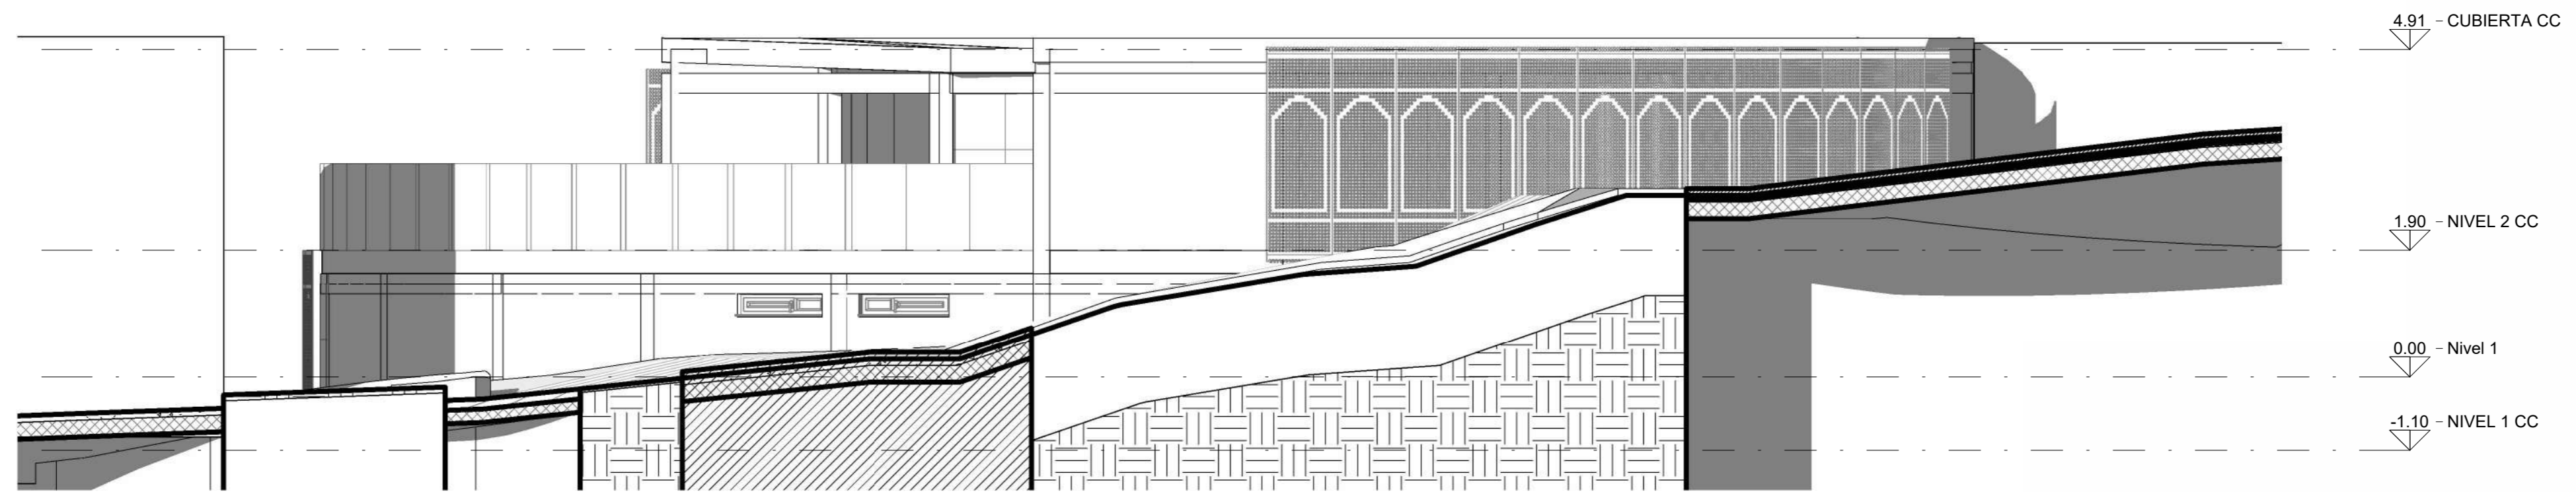 4.91 - CUBIERTA CC
1.90 - NIVEL 2 CC
0.00 - Nivel 1
-1.10 - NIVEL 1 CC